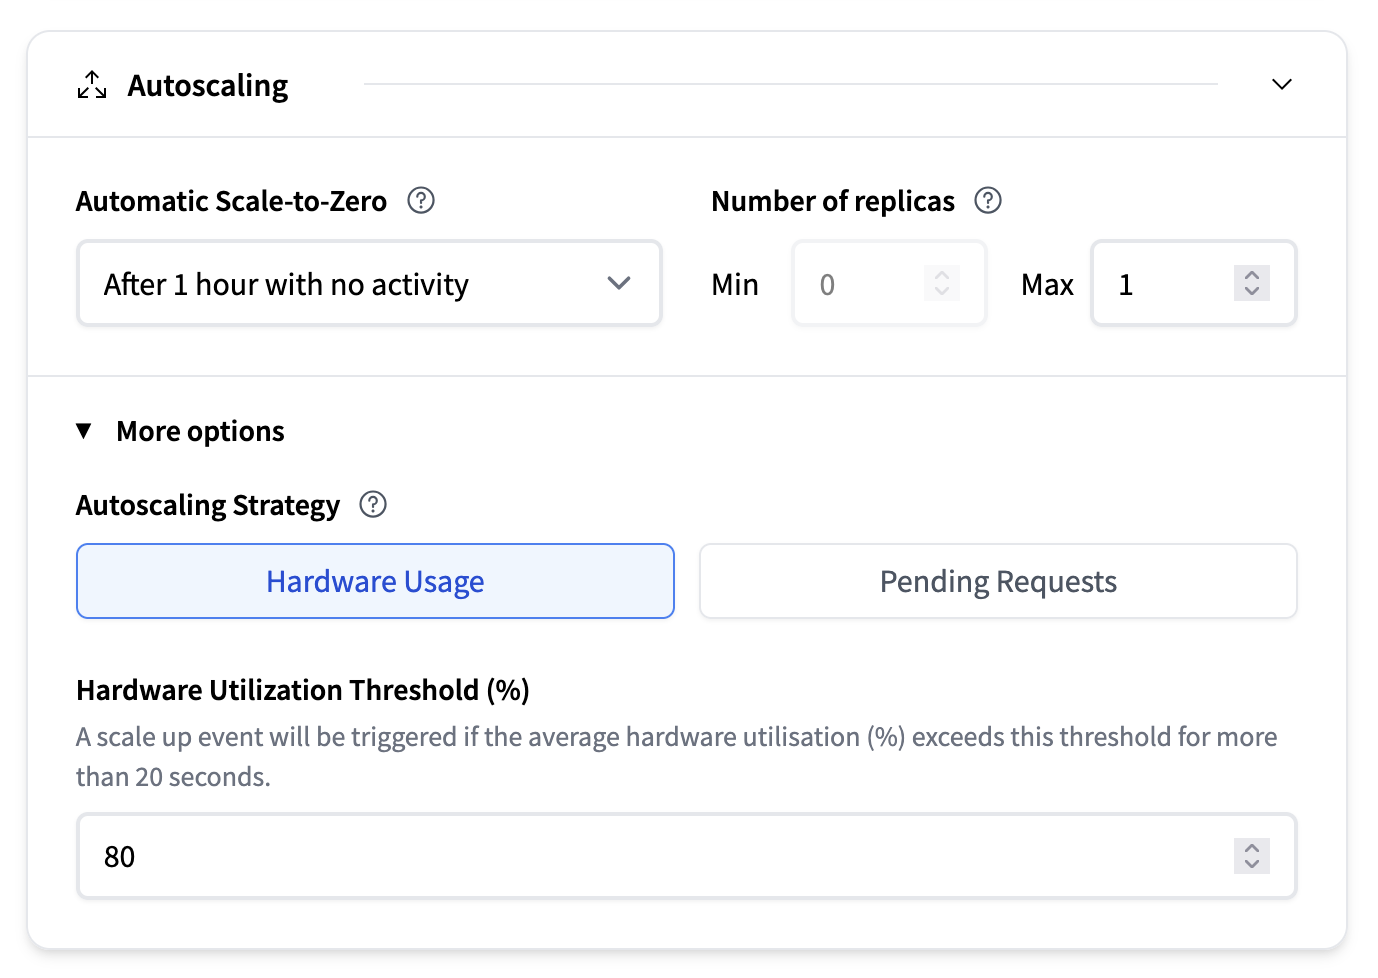 Autoscaling
Automatic Scale-to-Zero ?
Number of replicas ?
After 1 hour with no activity
Min 0 Max 1
▼ More options
Autoscaling Strategy ?
Hardware Usage
Pending Requests
Hardware Utilization Threshold (%)
A scale up event will be triggered if the average hardware utilisation (%) exceeds this threshold for more
than 20 seconds.
80